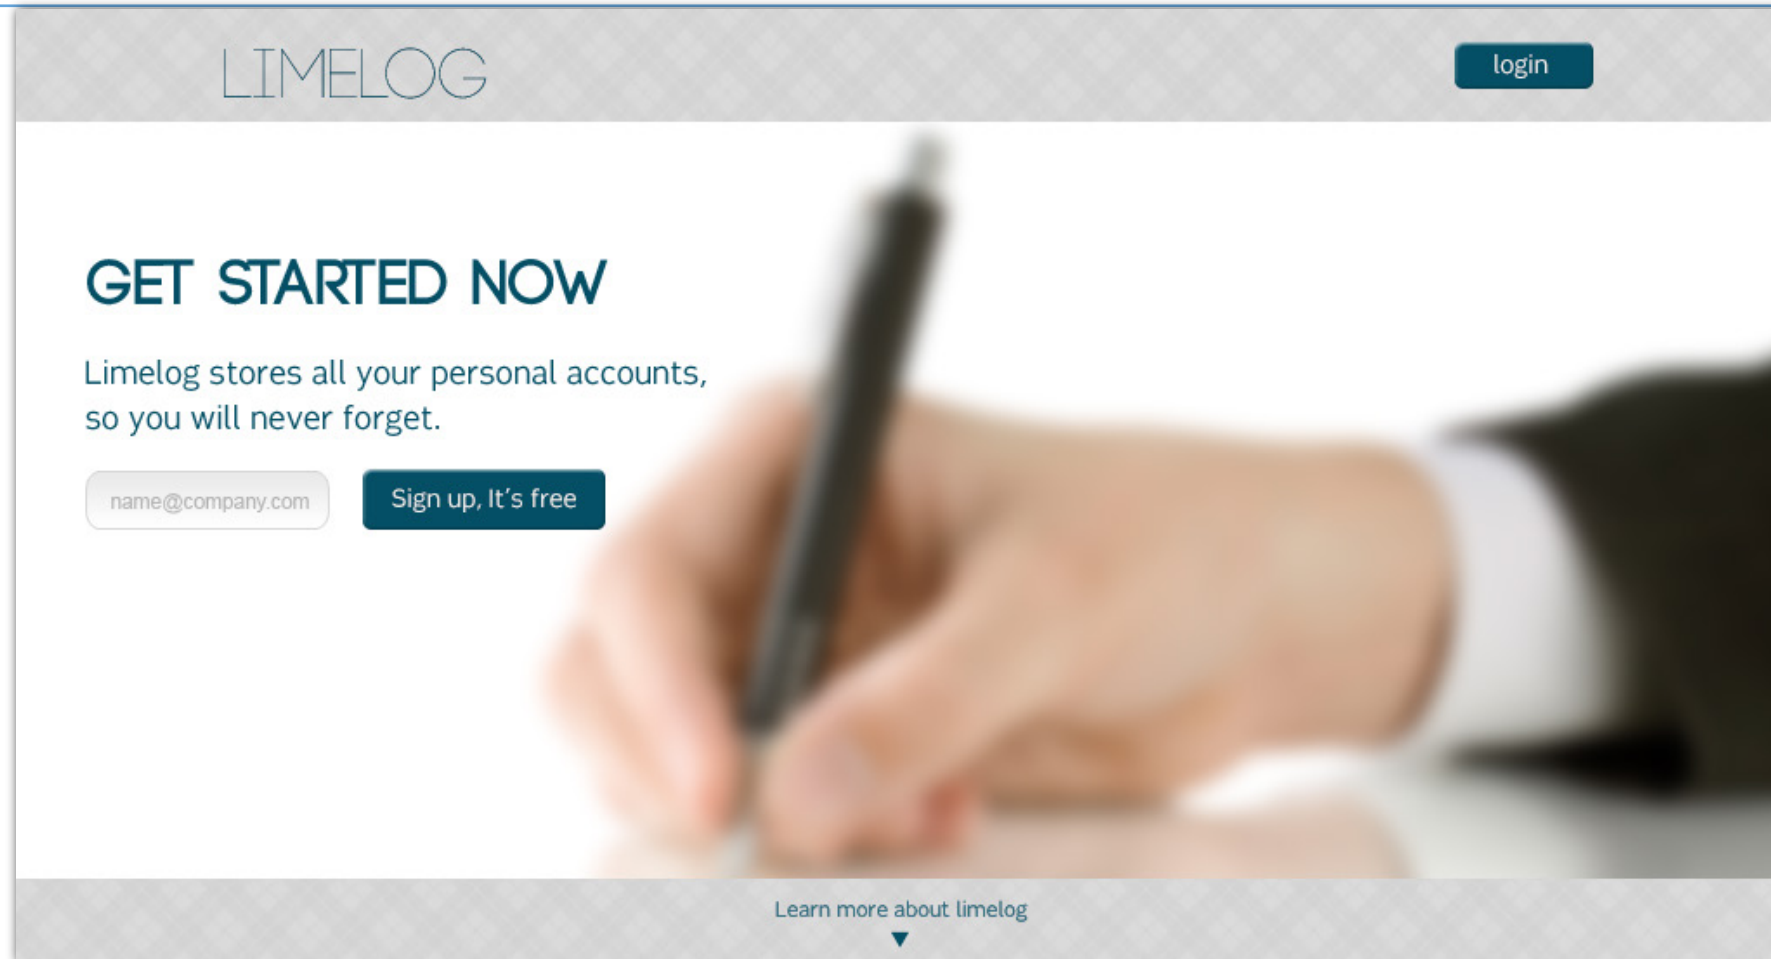 LIMELOG
login
GET STARTED NOW
Limelog stores all your personal accounts,
so you will never forget.
name@company.com
Sign up, It's free
Learn more about limelog